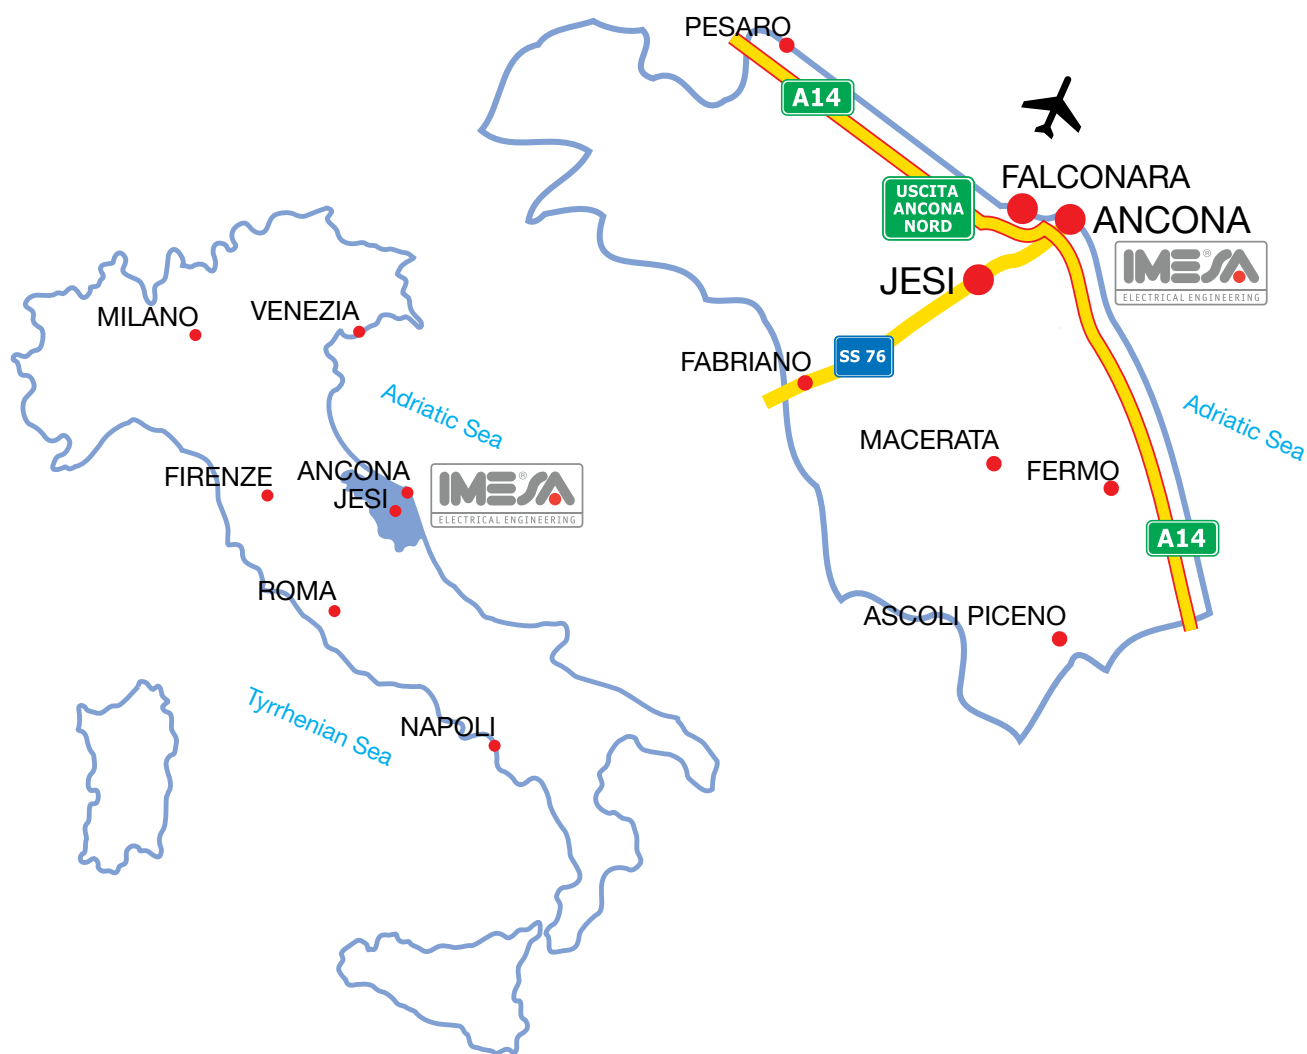 PESARO
A14
FALCONARA
USCITA
ANCONA
NORD
ANCONA
IMESA®
ELECTRICAL ENGINEERING
JESI
SS 76
FABRIANO
Adriatic Sea
MACERATA
FERMO
A14
ASCOLI PICENO
MILANO
VENEZIA
Adriatic Sea
FIRENZE
ANCONA
JESI
IMESA®
ELECTRICAL ENGINEERING
ROMA
Tyrrhenian Sea
NAPOLI